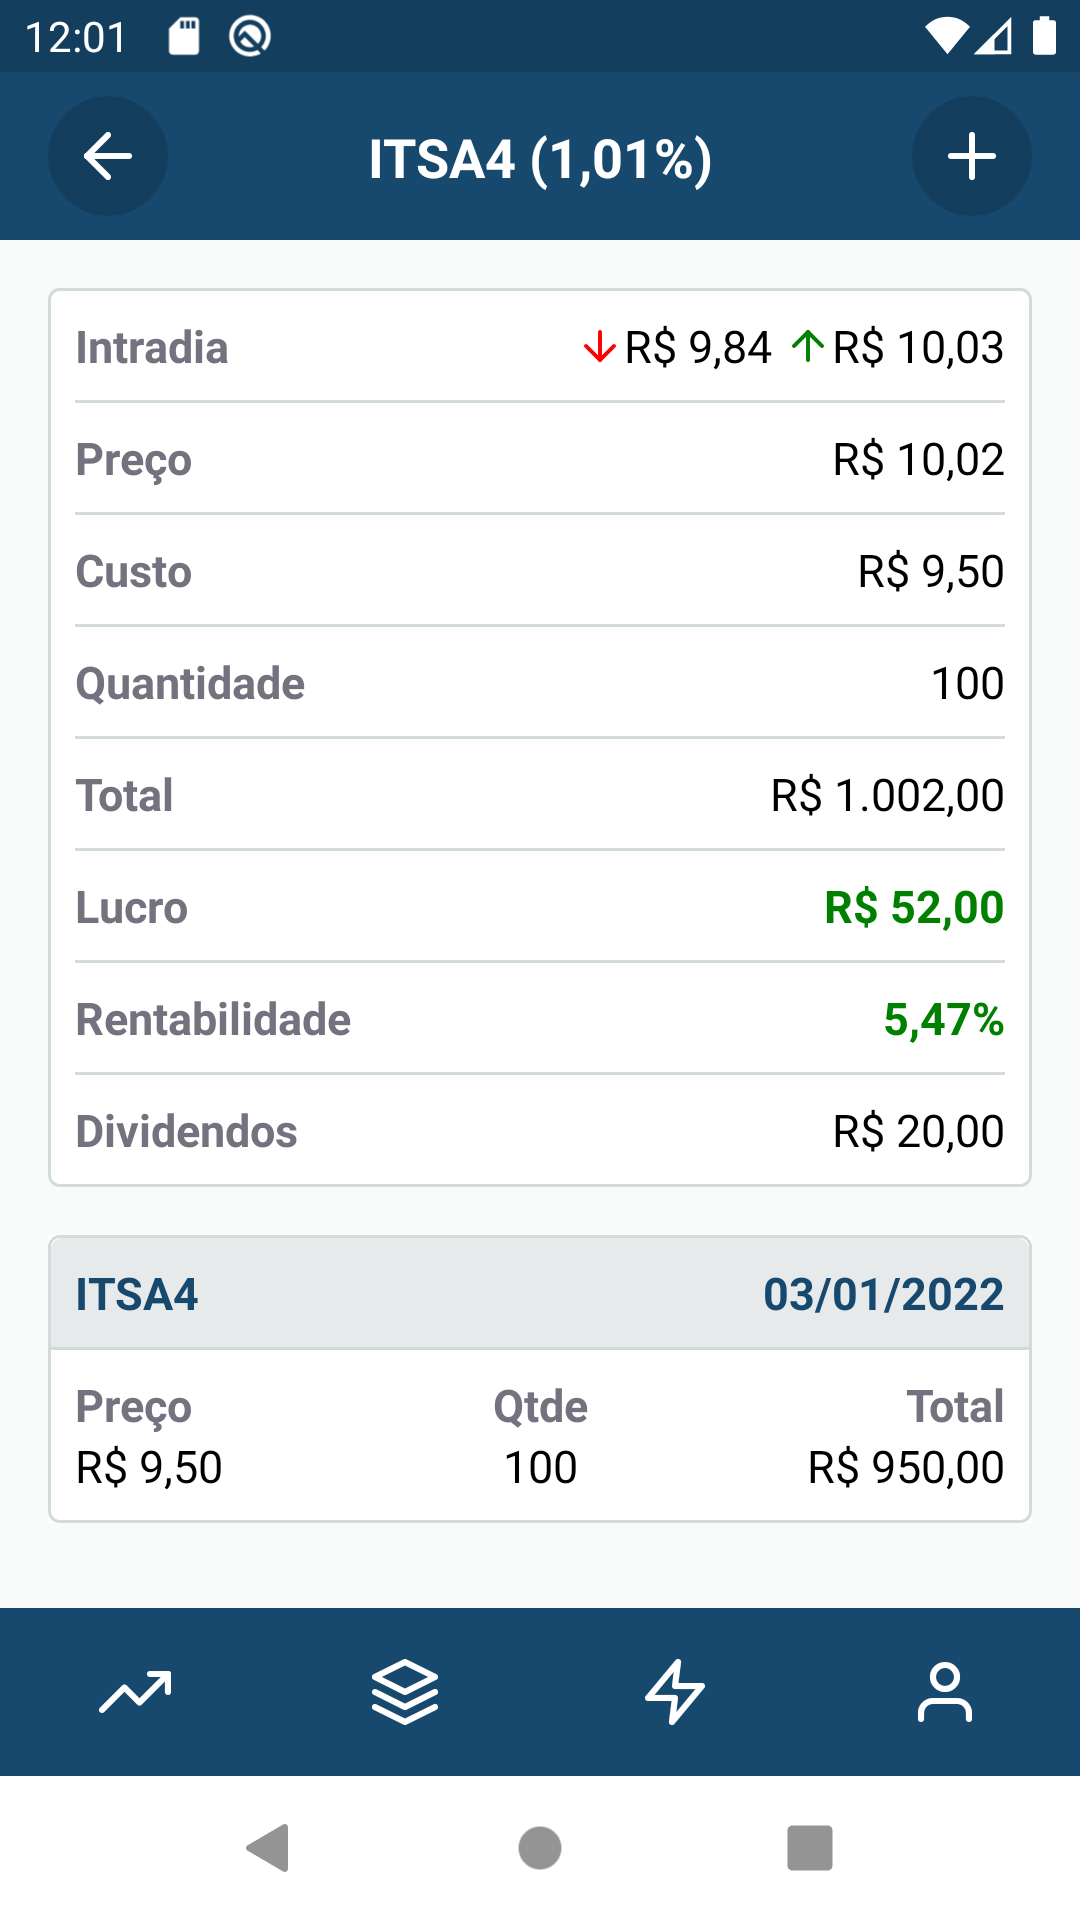 12:01
ITSA4 (1,01%)
Intradia R$ 9,84 R$ 10,03
Preço R$ 10,02
Custo R$ 9,50
Quantidade 100
Total R$ 1.002,00
Lucro R$ 52,00
Rentabilidade 5,47%
Dividendos R$ 20,00
ITSA4 03/01/2022
Preço Qtde Total
R$ 9,50 100 R$ 950,00